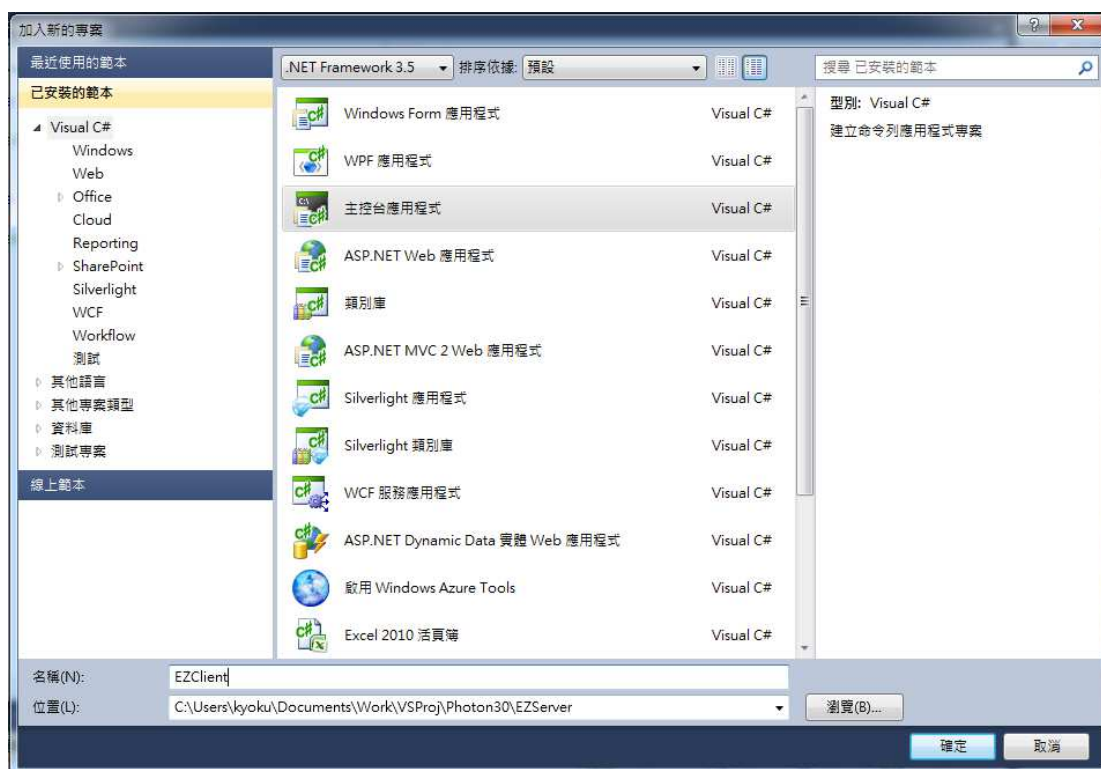 加入新的專案
最近使用的範本
已安裝的範本
Visual C#
Windows
Web
Office
Cloud
Reporting
SharePoint
Silverlight
WCF
Workflow
測試
其他語言
其他專案類型
資料庫
測試專案
線上範本
.NET Framework 3.5 排序依據: 預設
Windows Form 應用程式 Visual C#
WPF 應用程式 Visual C#
主控台應用程式 Visual C#
ASP.NET Web 應用程式 Visual C#
類別庫 Visual C#
ASP.NET MVC 2 Web 應用程式 Visual C#
Silverlight 應用程式 Visual C#
Silverlight 類別庫 Visual C#
WCF 服務應用程式 Visual C#
ASP.NET Dynamic Data 實體 Web 應用程式 Visual C#
啟用 Windows Azure Tools Visual C#
Excel 2010 活頁簿 Visual C#
搜尋 已安裝的範本
型別: Visual C#
建立命令列應用程式專案
名稱(N): EZClient
位置(L): C:\Users\kyoku\Documents\Work\VSProj\Photon30\EZServer 瀏覽(B)...
確定 取消